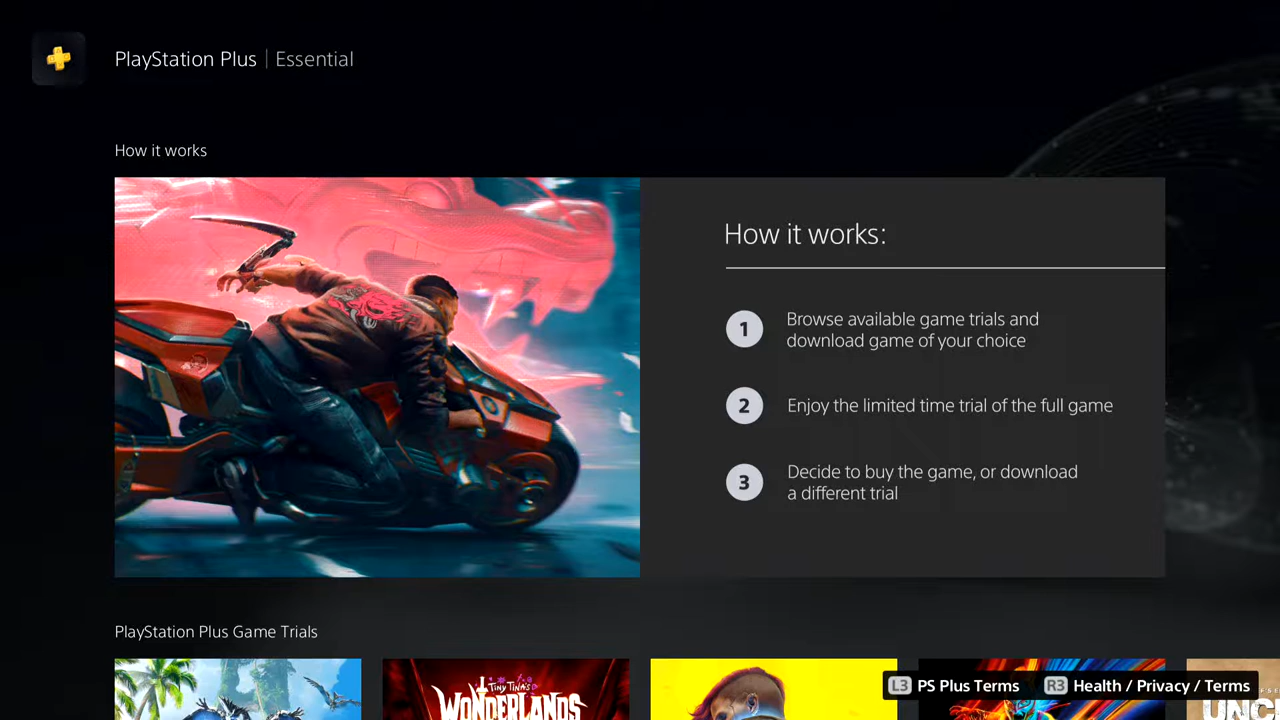 PlayStation Plus | Essential
How it works
How it works:
1
Browse available game trials and
download game of your choice
2
Enjoy the limited time trial of the full game
3
Decide to buy the game, or download
a different trial
PlayStation Plus Game Trials
TINY TINA'S
WONDERLANDS
L3 PS Plus Terms
R3 Health / Privacy / Terms